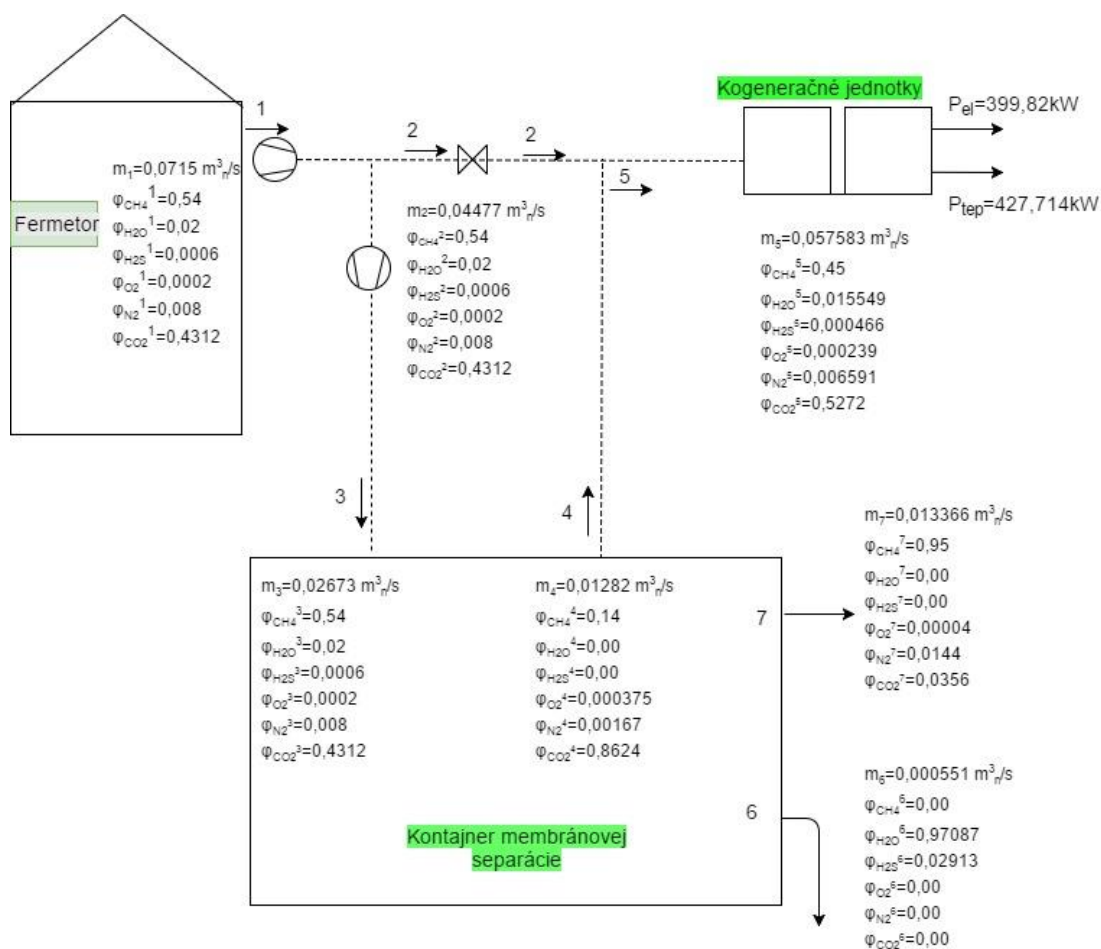 1
m₁=0,0715 m³ₙ/s
φCH4¹=0,54
φH2O¹=0,02
φH2S¹=0,0006
φO2¹=0,0002
φN2¹=0,008
φCO2¹=0,4312
Fermetor
2
2
m₂=0,04477 m³ₙ/s
φCH4²=0,54
φH2O²=0,02
φH2S²=0,0006
φO2²=0,0002
φN2²=0,008
φCO2²=0,4312
5
Kogeneračné jednotky
Pel=399,82kW
Ptep=427,714kW
m₅=0,057583 m³ₙ/s
φCH4⁵=0,45
φH2O⁵=0,015549
φH2S⁵=0,000466
φO2⁵=0,000239
φN2⁵=0,006591
φCO2⁵=0,5272
3
4
m₃=0,02673 m³ₙ/s
φCH4³=0,54
φH2O³=0,02
φH2S³=0,0006
φO2³=0,0002
φN2³=0,008
φCO2³=0,4312
m₄=0,01282 m³ₙ/s
φCH4⁴=0,14
φH2O⁴=0,00
φH2S⁴=0,00
φO2⁴=0,000375
φN2⁴=0,00167
φCO2⁴=0,8624
7
m₇=0,013366 m³ₙ/s
φCH4⁷=0,95
φH2O⁷=0,00
φH2S⁷=0,00
φO2⁷=0,00004
φN2⁷=0,0144
φCO2⁷=0,0356
Kontajner membránovej
separácie
6
m₆=0,000551 m³ₙ/s
φCH4⁶=0,00
φH2O⁶=0,97087
φH2S⁶=0,02913
φO2⁶=0,00
φN2⁶=0,00
φCO2⁶=0,00